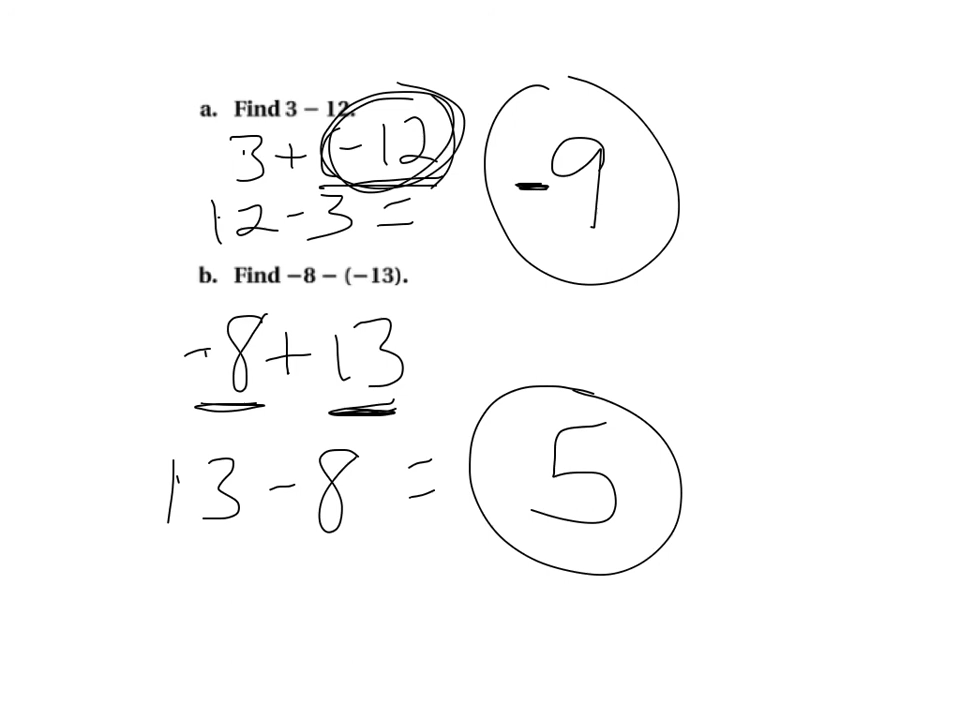 a. Find 3 – 12.
3 + -12
12 - 3 = -9
b. Find –8 – (–13).
-8 + 13
13 - 8 = 5